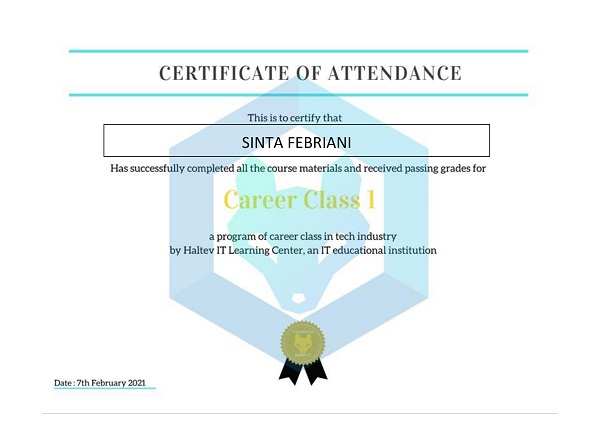 CERTIFICATE OF ATTENDANCE
This is to certify that
SINTA FEBRIANI
Has successfully completed all the course materials and received passing grades for
Career Class 1
a program of career class in tech industry
by Haltev IT Learning Center, an IT educational institution
Date : 7th February 2021